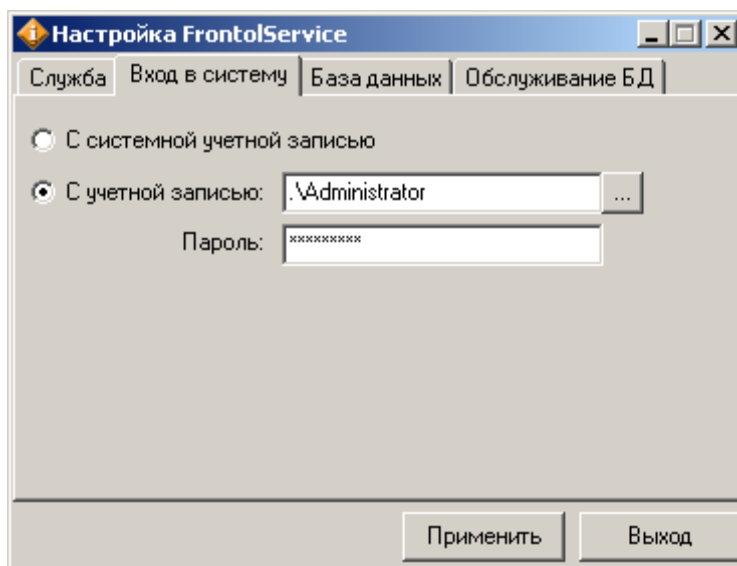 Настройка FrontolService
Служба Вход в систему База данных Обслуживание БД
С системной учетной записью
С учетной записью: .\Administrator ...
Пароль: *********
Применить Выход